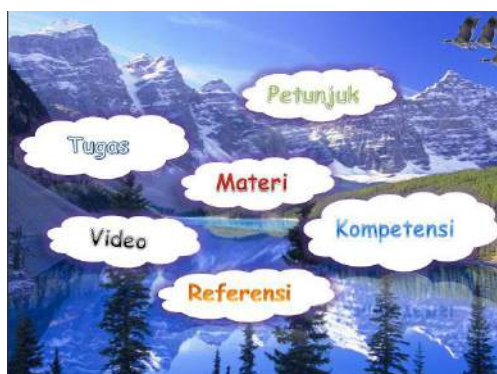 Petunjuk
Tugas
Materi
Kompetensi
Video
Referensi